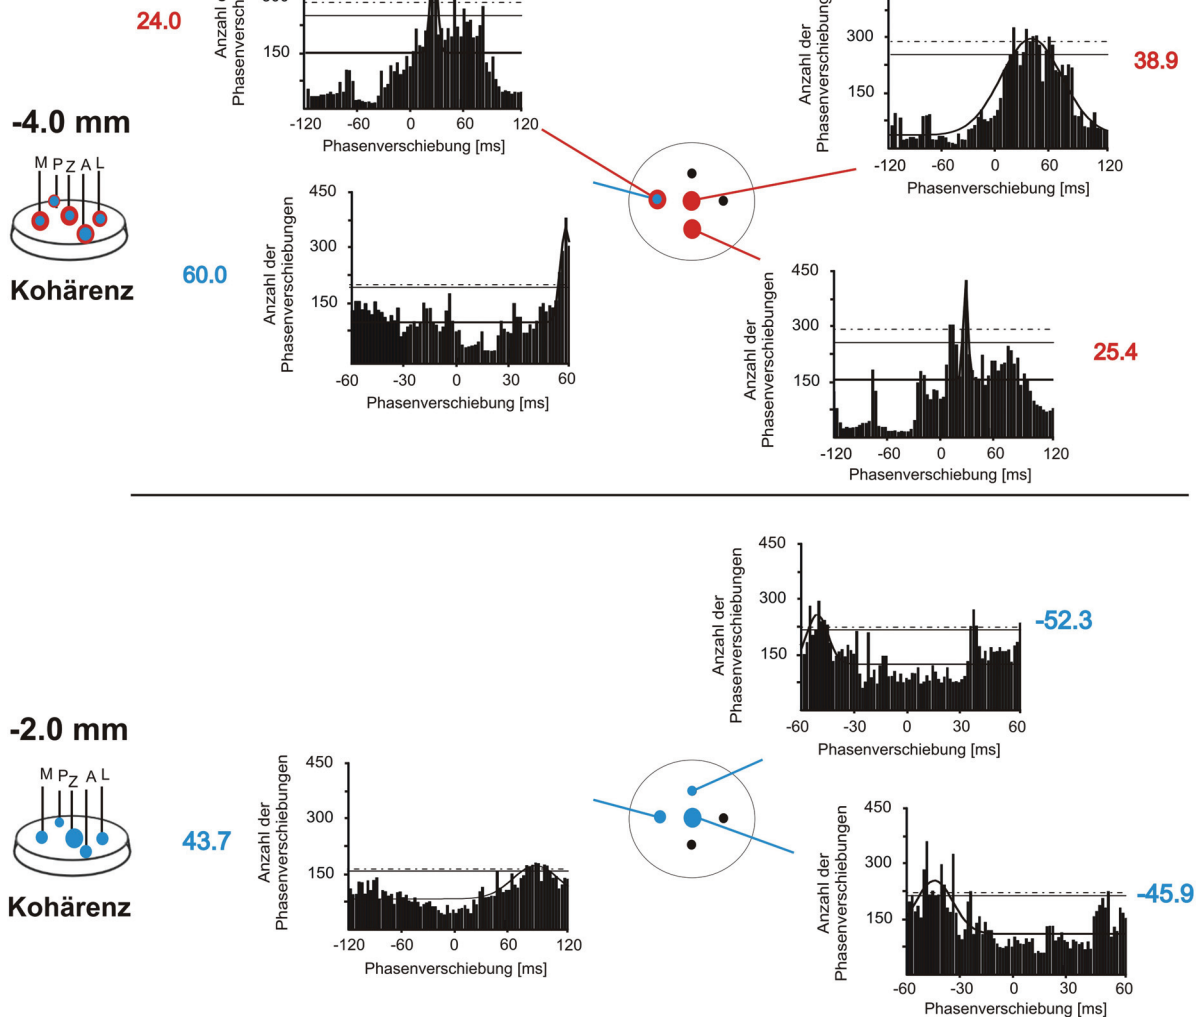 24.0
Phasenverschieb
150
-120 -60 0 60 120
Phasenverschiebung [ms]
Anzahl der
Phasenverschiebung
300
150
-120 -60 0 60 120
Phasenverschiebung [ms]
38.9
-4.0 mm
M P Z A L
Kohärenz
60.0
Anzahl der
Phasenverschiebungen
450
300
150
-60 -30 0 30 60
Phasenverschiebung [ms]
Anzahl der
Phasenverschiebungen
450
300
150
-120 -60 0 60 120
Phasenverschiebung [ms]
25.4
Anzahl der
Phasenverschiebungen
450
300
150
-60 -30 0 30 60
Phasenverschiebung [ms]
-52.3
-2.0 mm
M P Z A L
Kohärenz
43.7
Anzahl der
Phasenverschiebungen
450
300
150
-120 -60 0 60 120
Phasenverschiebung [ms]
Anzahl der
Phasenverschiebungen
450
300
150
-60 -30 0 30 60
Phasenverschiebung [ms]
-45.9